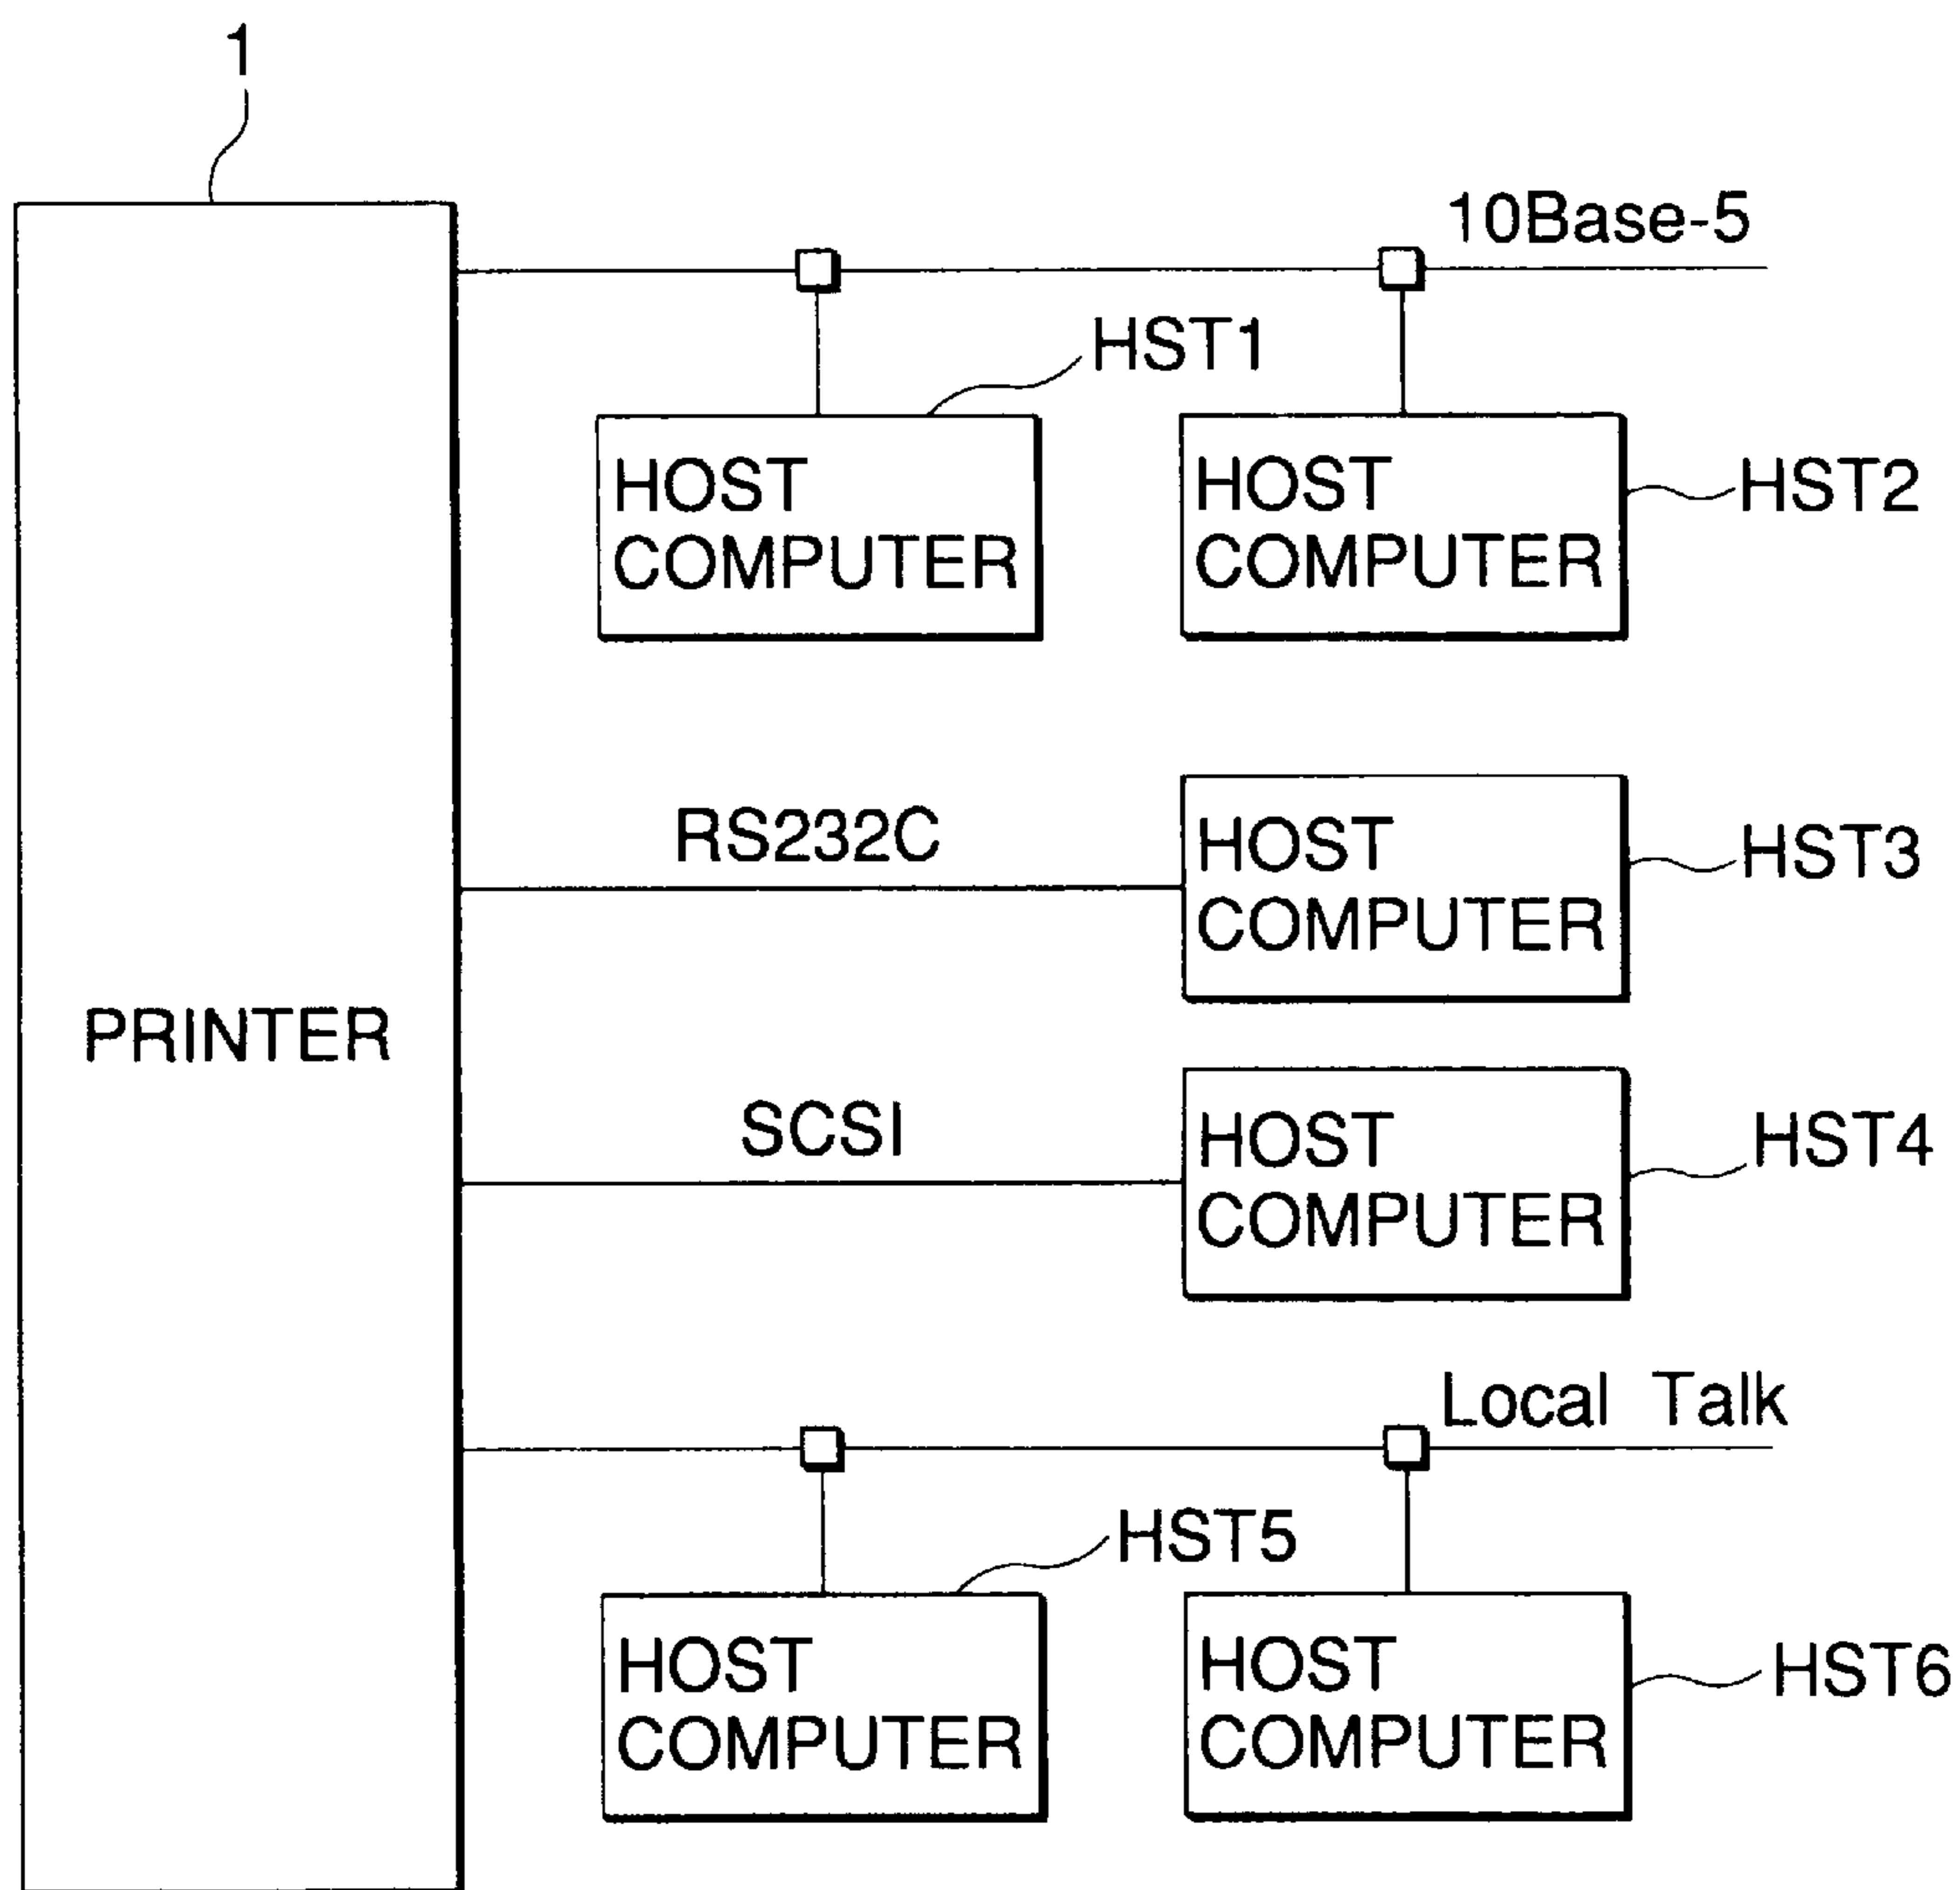 1
10Base-5
HST1
HOST
COMPUTER
HOST
COMPUTER
HST2
RS232C
HOST
COMPUTER
HST3
PRINTER
SCSI
HOST
COMPUTER
HST4
Local Talk
HST5
HOST
COMPUTER
HOST
COMPUTER
HST6